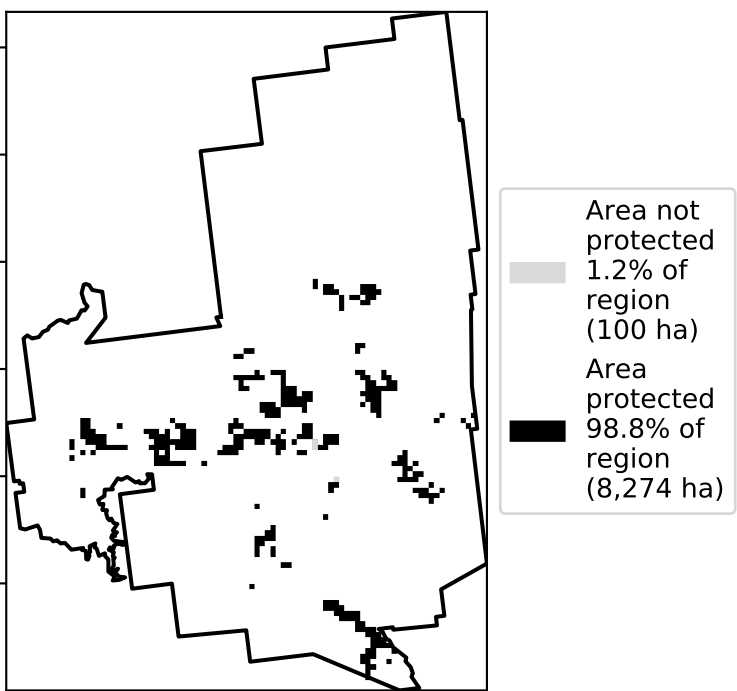 Area not
protected
1.2% of
region
(100 ha)
Area
protected
98.8% of
region
(8,274 ha)